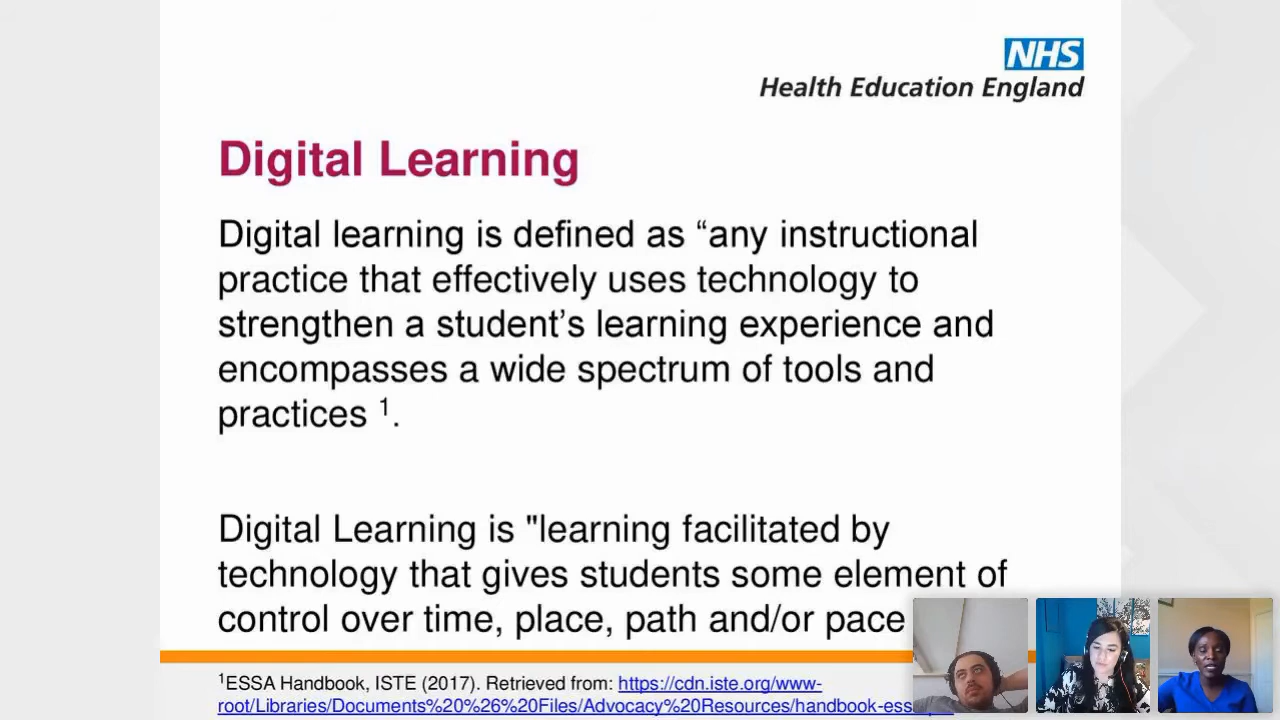 NHS
Health Education England
Digital Learning
Digital learning is defined as “any instructional
practice that effectively uses technology to
strengthen a student’s learning experience and
encompasses a wide spectrum of tools and
practices ¹.
Digital Learning is "learning facilitated by
technology that gives students some element of
control over time, place, path and/or pace
¹ESSA Handbook, ISTE (2017). Retrieved from: https://cdn.iste.org/www-
root/Libraries/Documents%20%26%20Files/Advocacy%20Resources/handbook-ess